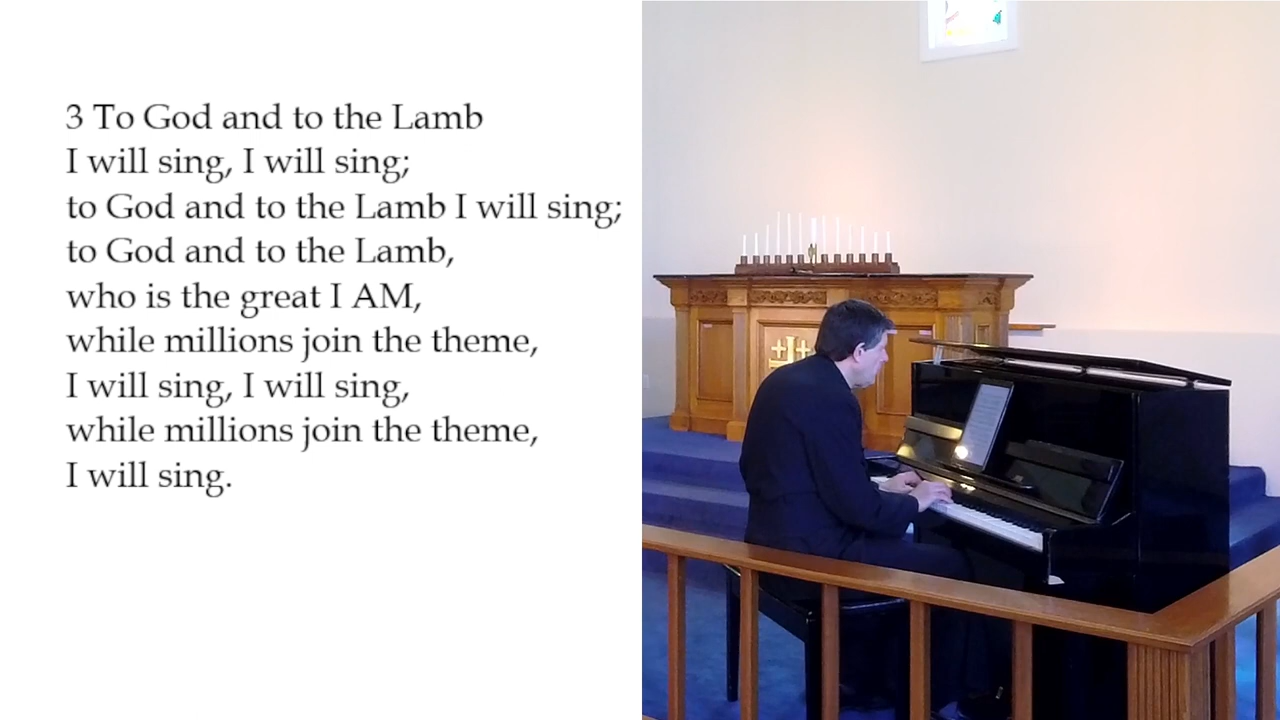 3 To God and to the Lamb
I will sing, I will sing;
to God and to the Lamb I will sing;
to God and to the Lamb,
who is the great I AM,
while millions join the theme,
I will sing, I will sing,
while millions join the theme,
I will sing.